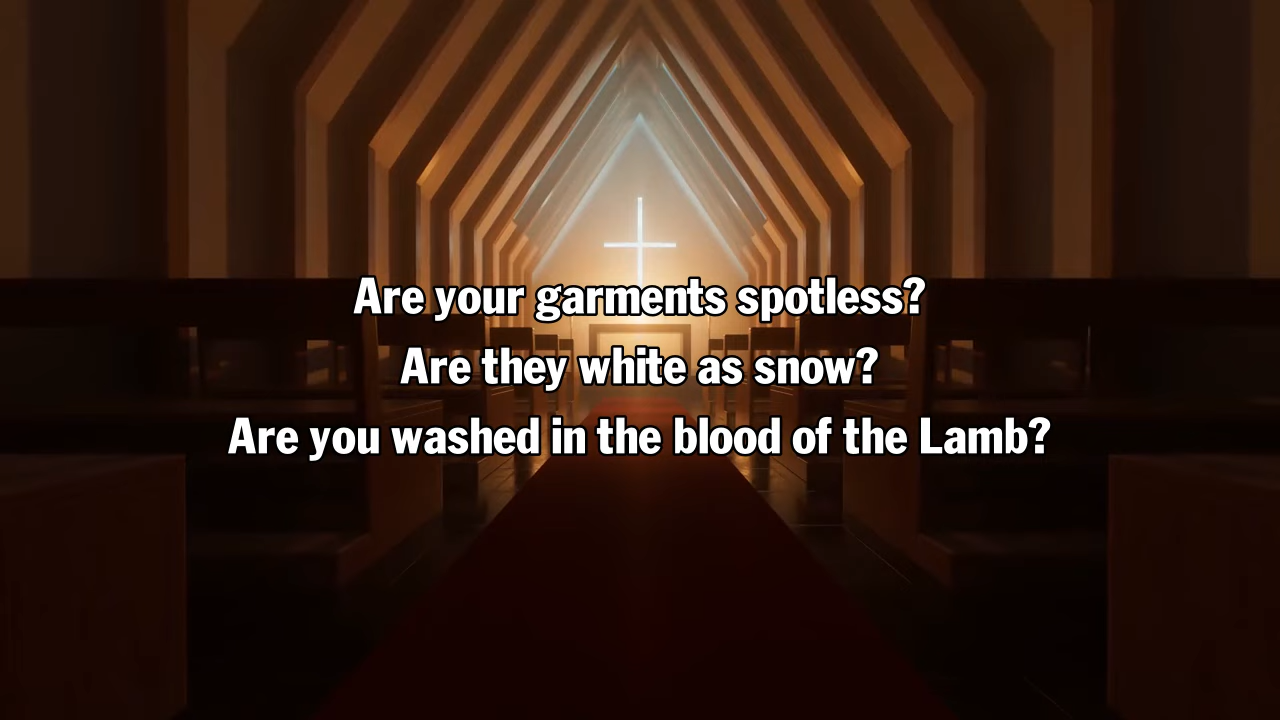 Are your garments spotless?
Are they white as snow?
Are you washed in the blood of the Lamb?